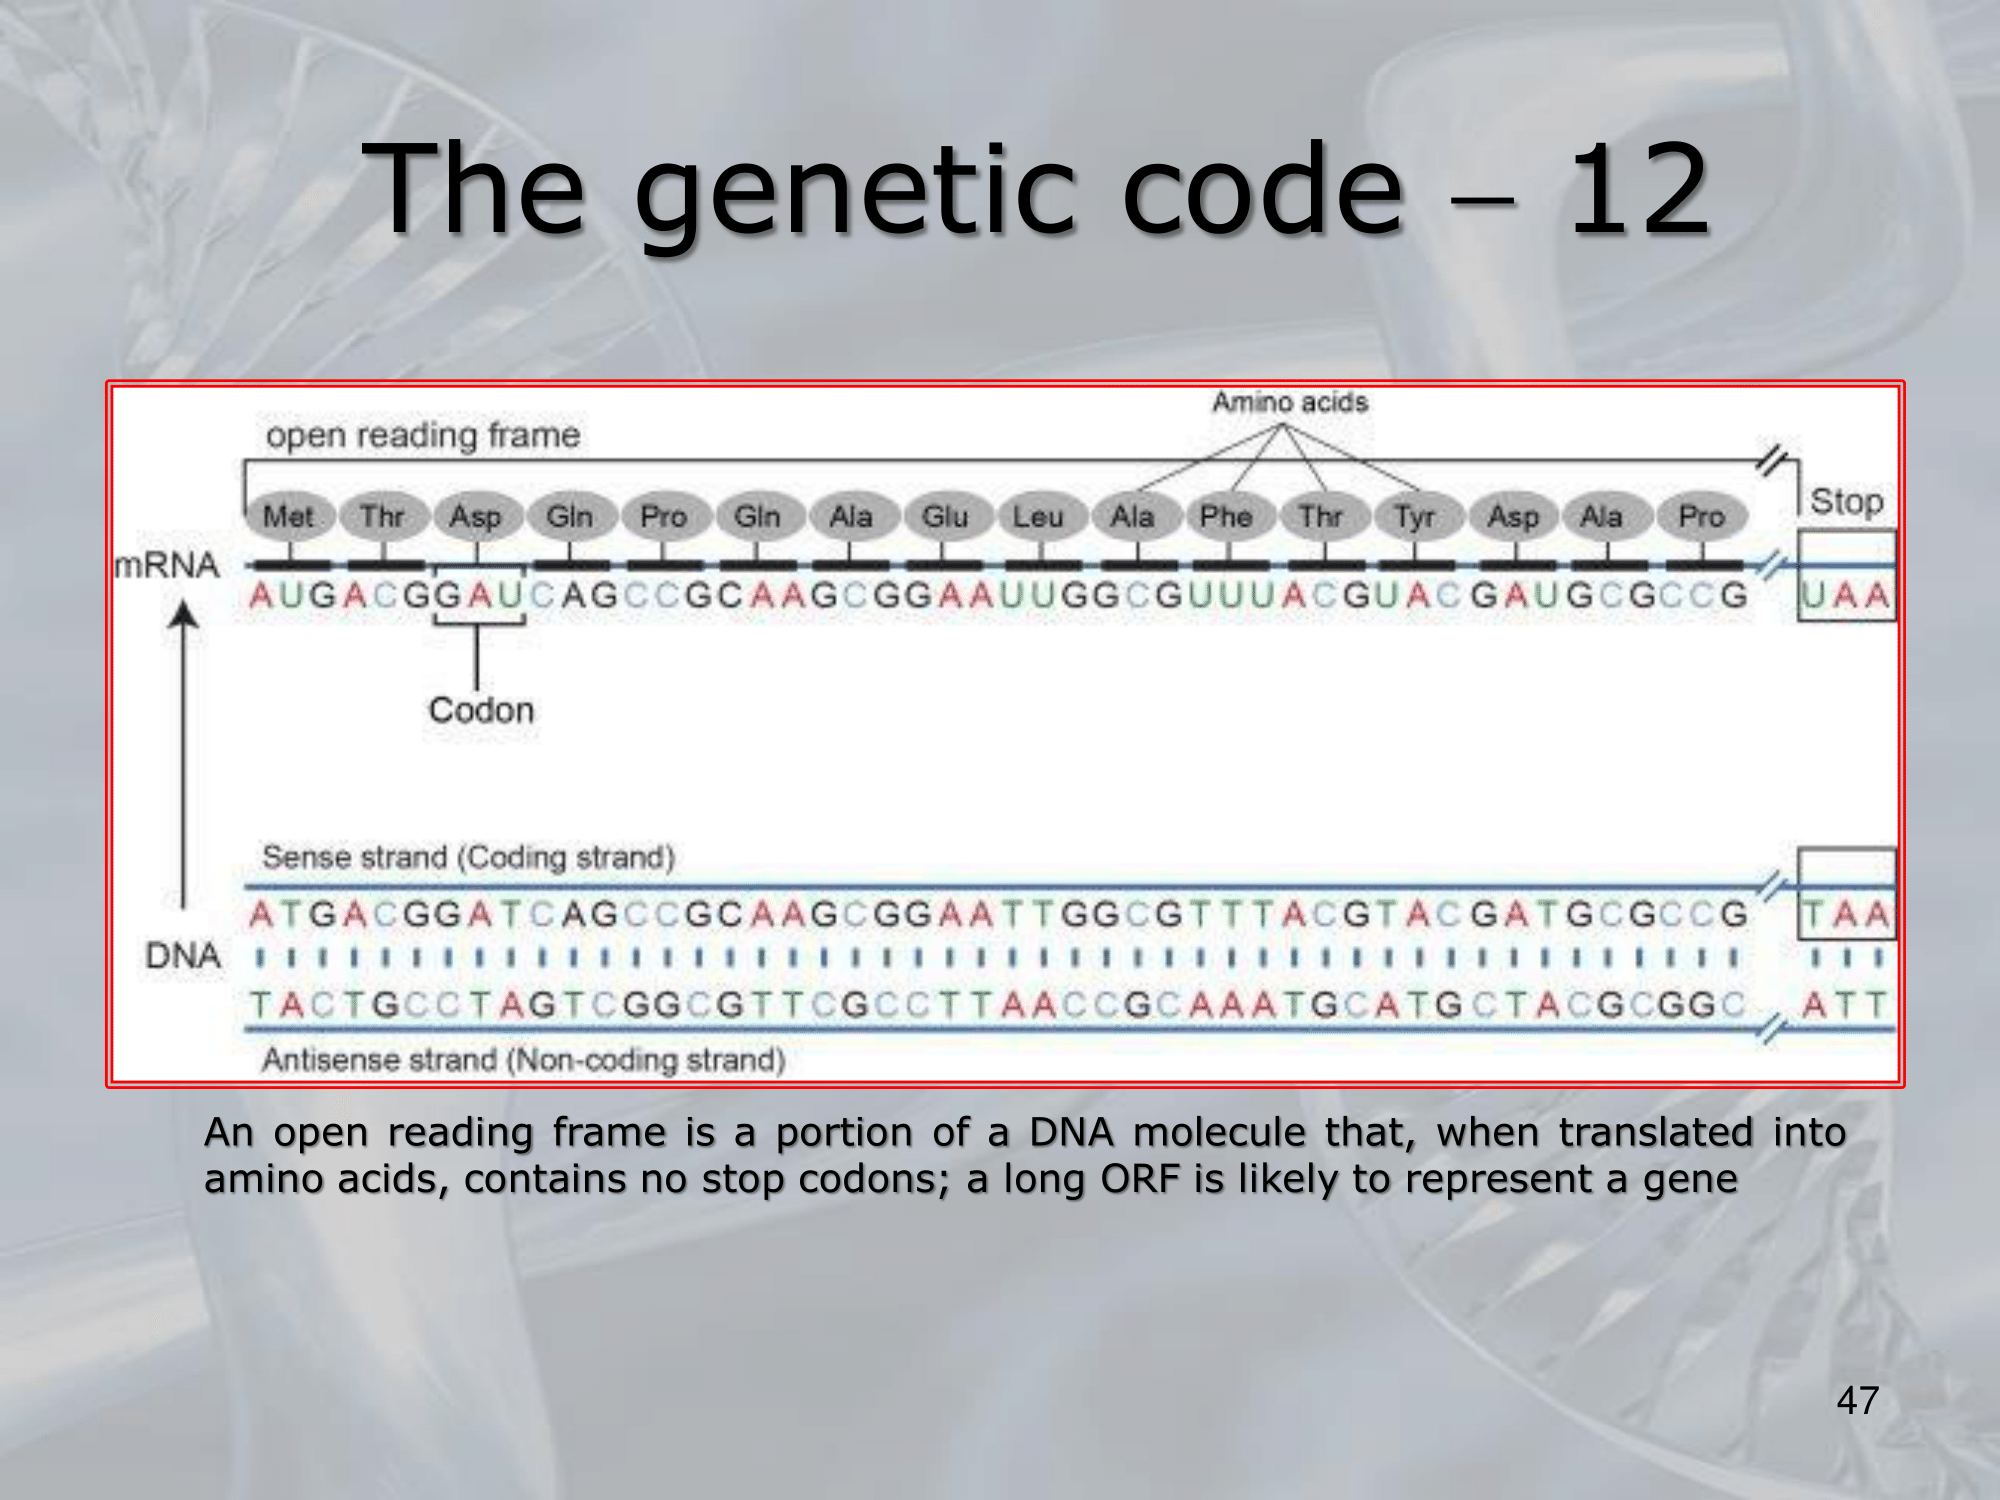 The genetic code – 12
Amino acids
open reading frame
Stop
Met Thr Asp Gln Pro Gln Ala Glu Leu Ala Phe Thr Tyr Asp Ala Pro
mRNA
AUGACGGAUCAGCCGCAAGCGGAAUUGGCGUUUACGUACGAUGCGCCG UAA
Codon
Sense strand (Coding strand)
ATGACGGATCAGCCGCAAGCGGAATTGGCGTTTACGTACGATGCGCCG TAA
DNA
TACTGCCTAGTCGGCGTTCGCCTTAACCGCAAATGCATGCTACGCGGC ATT
Antisense strand (Non-coding strand)
An open reading frame is a portion of a DNA molecule that, when translated into
amino acids, contains no stop codons; a long ORF is likely to represent a gene
47